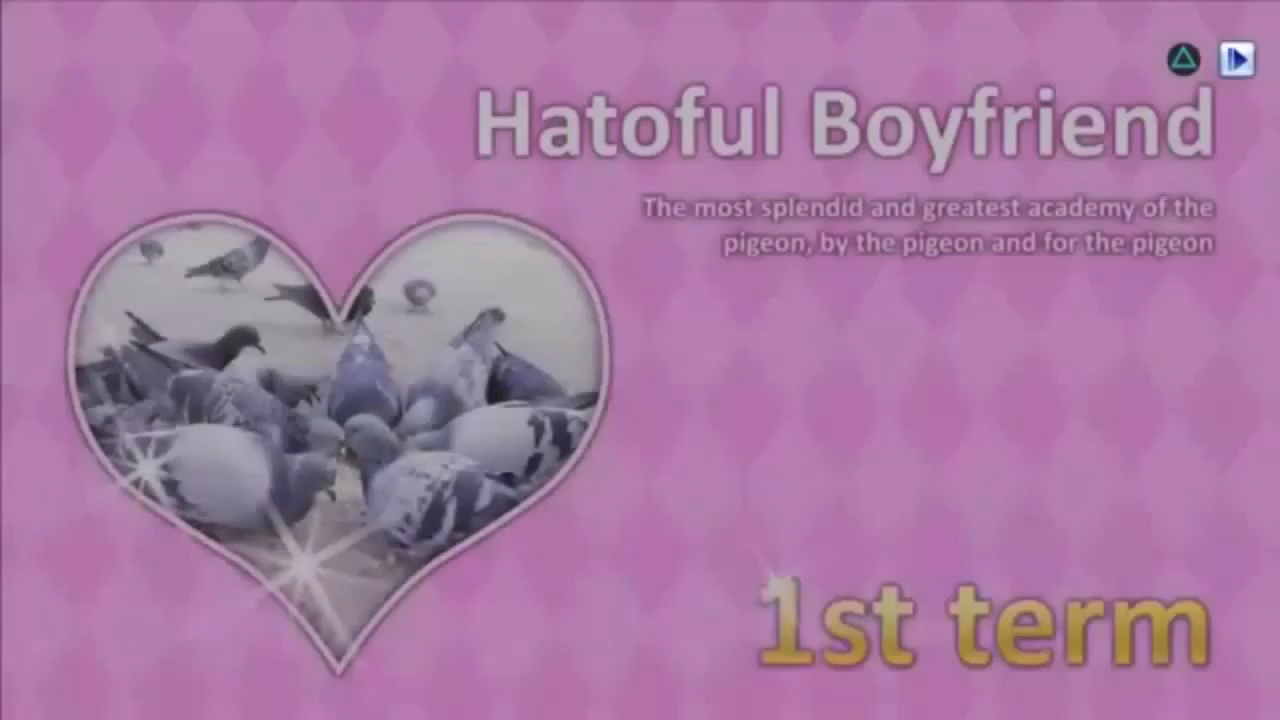 Hatoful Boyfriend
The most splendid and greatest academy of the
pigeon, by the pigeon and for the pigeon
1st term